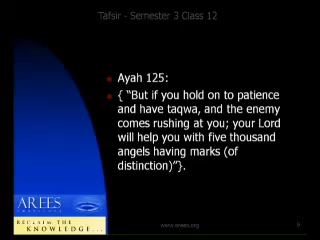 Tafsir - Semester 3 Class 12
Ayah 125:
{ “But if you hold on to patience
and have taqwa, and the enemy
comes rushing at you; your Lord
will help you with five thousand
angels having marks (of
distinction)”}.
AREES
RECLAIM THE
KNOWLEDGE...
www.arees.org
9